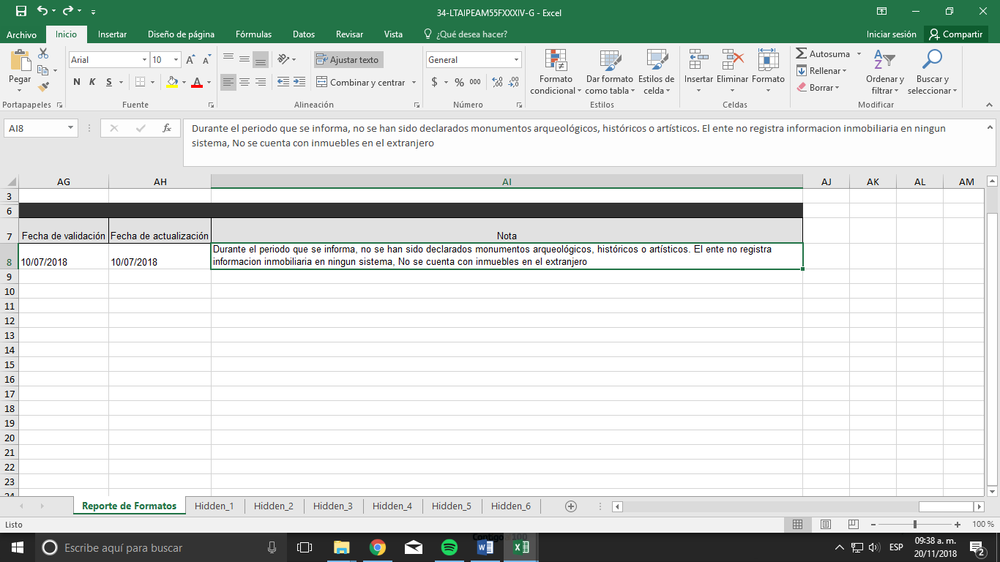 34-LTAIPEAM55FXXXIV-G - Excel
Archivo Inicio Insertar Diseño de página Fórmulas Datos Revisar Vista ¿Qué desea hacer? Iniciar sesión Compartir
Pegar
Arial 10
N K S
Ajustar texto
Combinar y centrar
General
$ % 000
Formato condicional
Dar formato como tabla
Estilos de celda
Insertar Eliminar Formato
Autosuma
Rellenar
Borrar
Ordenar y filtrar
Buscar y seleccionar
Portapapeles Fuente Alineación Número Estilos Celdas Modificar
AI8
fx
Durante el periodo que se informa, no se han sido declarados monumentos arqueológicos, históricos o artísticos. El ente no registra informacion inmobiliaria en ningun
sistema, No se cuenta con inmuebles en el extranjero
AG AH AI AJ AK AL AM
3
6
7 Fecha de validación Fecha de actualización Nota
8 10/07/2018 10/07/2018 Durante el periodo que se informa, no se han sido declarados monumentos arqueológicos, históricos o artísticos. El ente no registra
informacion inmobiliaria en ningun sistema, No se cuenta con inmuebles en el extranjero
9
10
11
12
13
14
15
16
17
18
19
20
21
22
23
24
Reporte de Formatos Hidden_1 Hidden_2 Hidden_3 Hidden_4 Hidden_5 Hidden_6
Listo 100 %
Escribe aquí para buscar
Contigo 100
ESP
09:38 a. m.
20/11/2018
2